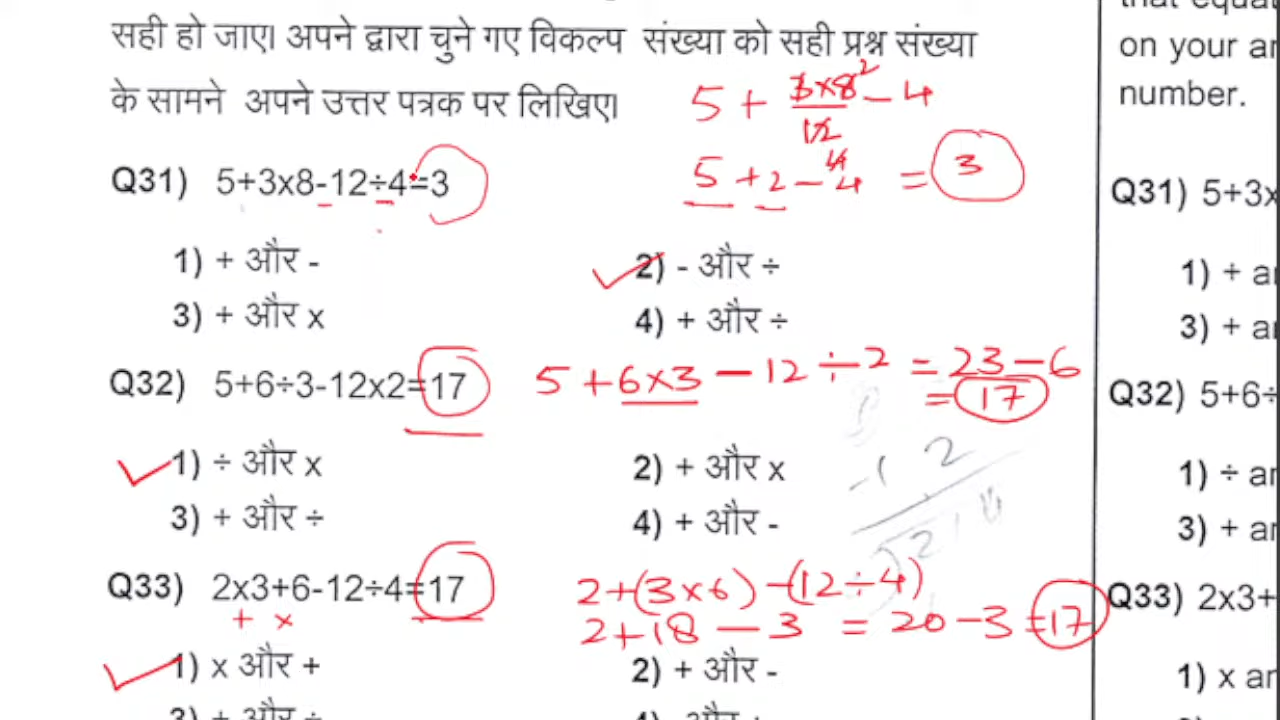 that equat
सही हो जाए। अपने द्वारा चुने गए विकल्प संख्या को सही प्रश्न संख्या
on your an
के सामने अपने उत्तर पत्रक पर लिखिए।
number.
5 + 3x8² - 4
12
5 + 2 - 4 = 3
Q31) 5+3x8-12÷4=3
Q31) 5+3x
1) + और -
2) - और ÷
1) + an
3) + और x
4) + और ÷
3) + an
Q32) 5+6÷3-12x2=17
5 + 6x3 - 12 ÷ 2 = 23 - 6
= 17
Q32) 5+6÷
1) ÷ और x
2) + और x
1) ÷ an
-12
3) + और ÷
4) + और -
3) + an
Q33) 2x3+6-12÷4=17
+ x
2+(3x6) -(12÷4)
2+18 - 3 = 20-3=17
Q33) 2x3+
1) x और +
2) + और -
1) x an
3) + और ÷